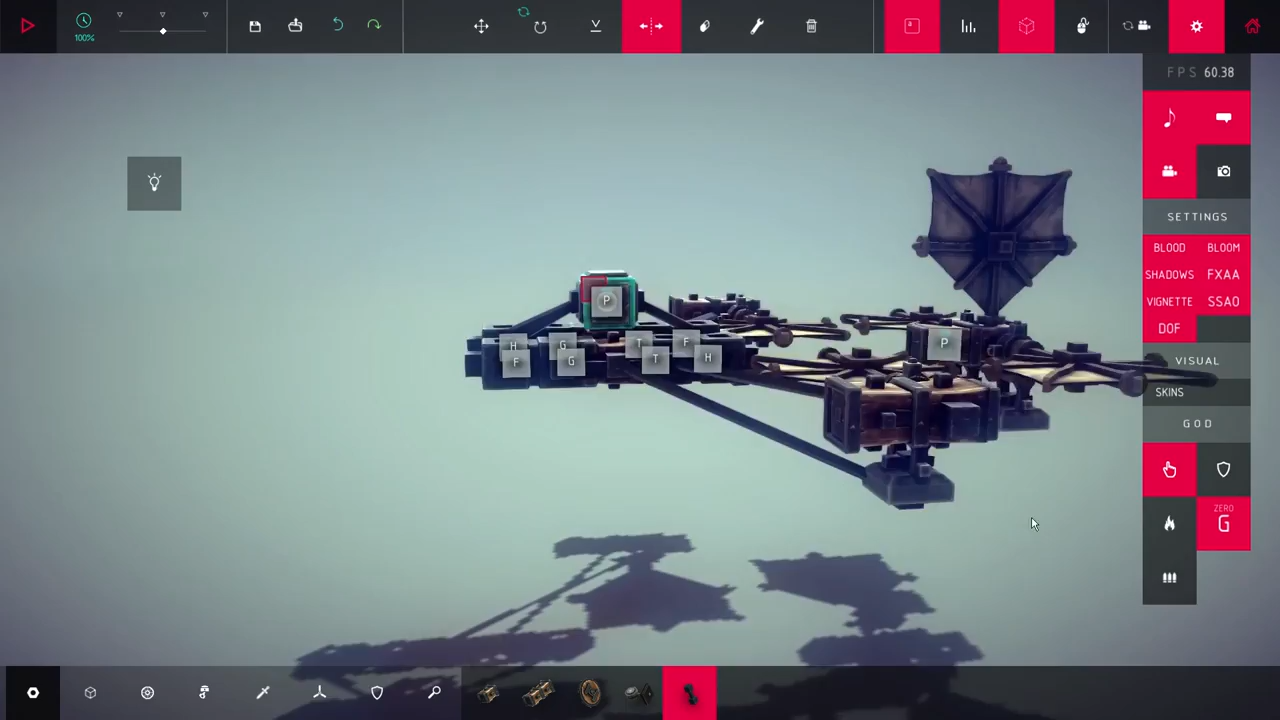 100%
a
FPS 60.38
SETTINGS
BLOOD BLOOM
SHADOWS FXAA
VIGNETTE SSAO
DOF
VISUAL
SKINS
GOD
ZERO
G
P
H G T F
F G T H
P